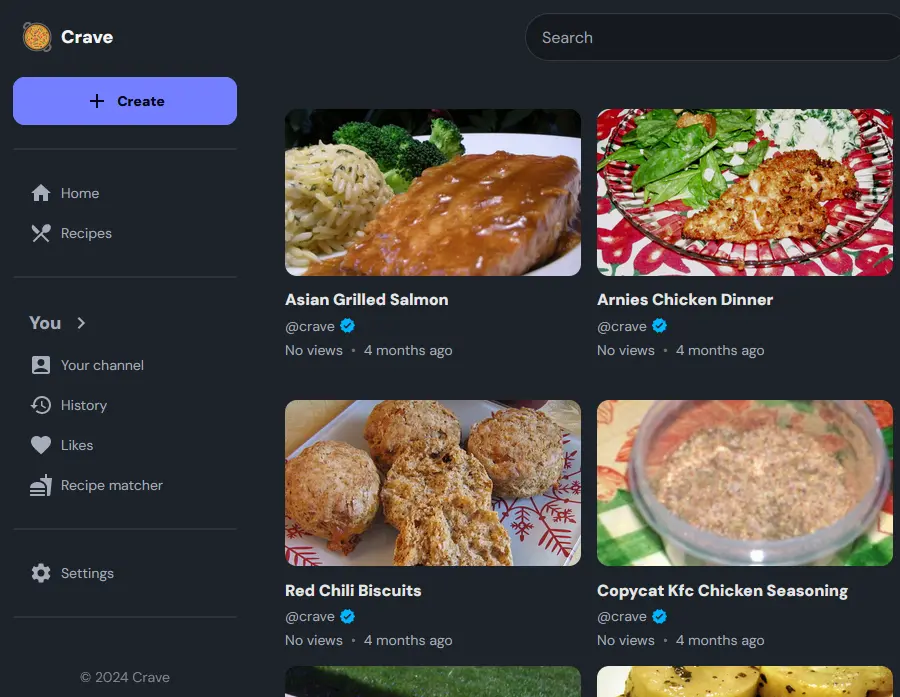 Crave
Search
Create
Home
Recipes
You
Your channel
History
Likes
Recipe matcher
Settings
© 2024 Crave
Asian Grilled Salmon
@crave
No views • 4 months ago
Arnies Chicken Dinner
@crave
No views • 4 months ago
Red Chili Biscuits
@crave
No views • 4 months ago
Copycat Kfc Chicken Seasoning
@crave
No views • 4 months ago